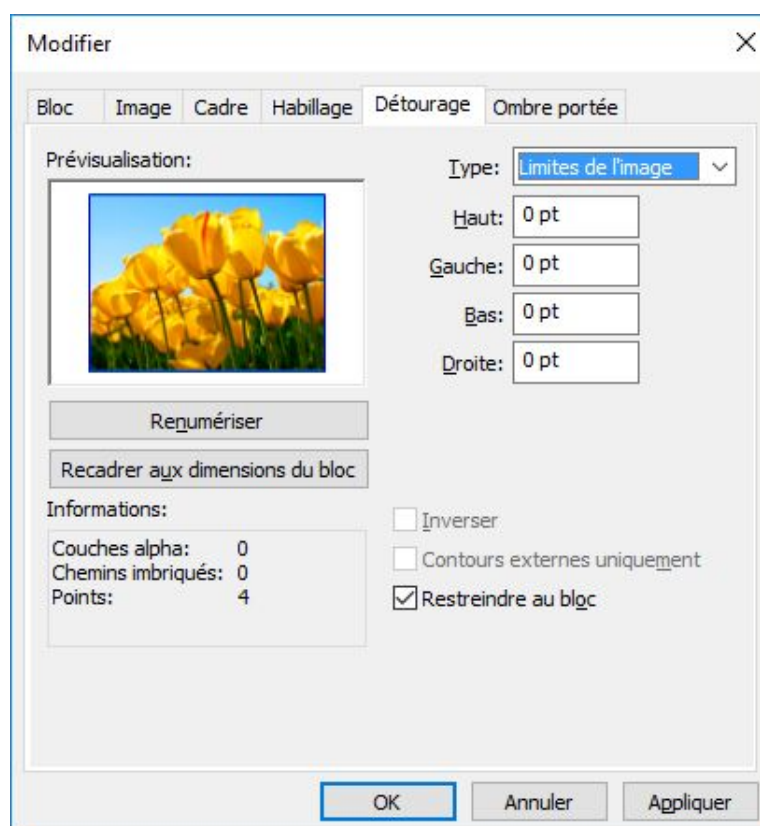 Modifier
Bloc Image Cadre Habillage Détourage Ombre portée
Prévisualisation:
Type: Limites de l'image
Haut: 0 pt
Gauche: 0 pt
Bas: 0 pt
Droite: 0 pt
Renumériser
Recadrer aux dimensions du bloc
Informations:
Couches alpha: 0
Chemins imbriqués: 0
Points: 4
Inverser
Contours externes uniquement
Restreindre au bloc
OK Annuler Appliquer